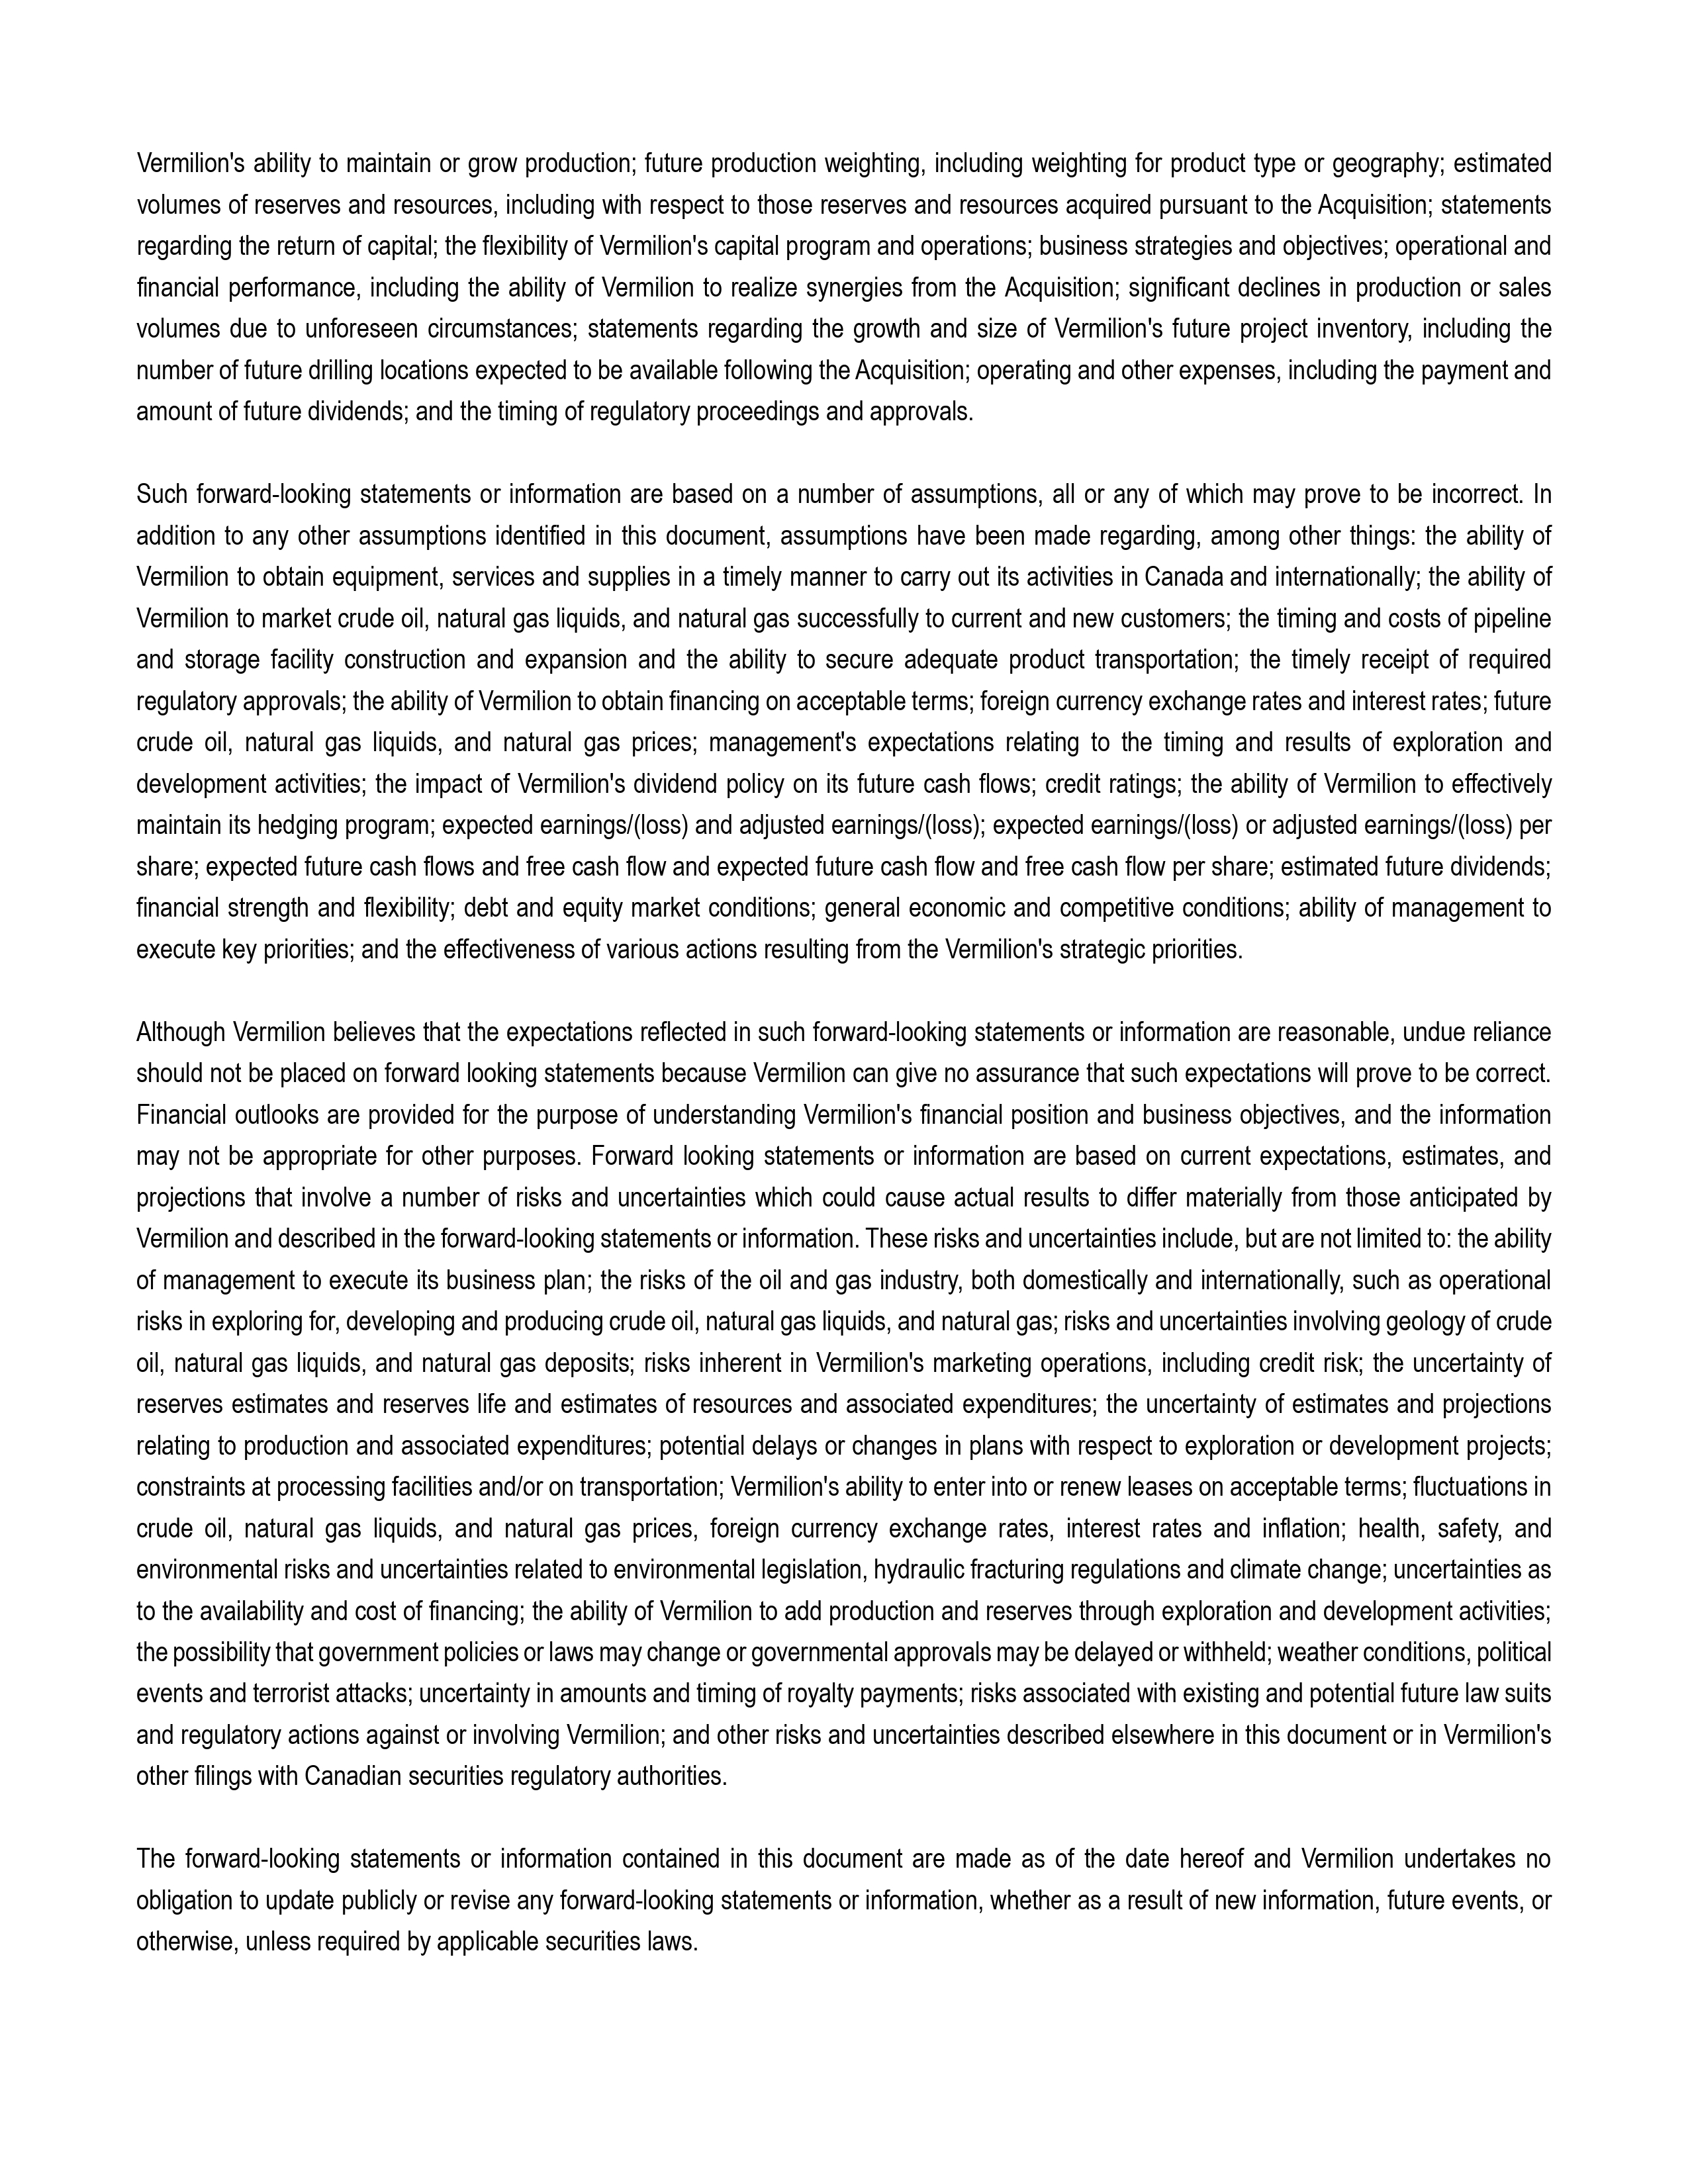 Vermilion's ability to maintain or grow production; future production weighting, including weighting for product type or geography; estimated
volumes of reserves and resources, including with respect to those reserves and resources acquired pursuant to the Acquisition; statements
regarding the return of capital; the flexibility of Vermilion's capital program and operations; business strategies and objectives; operational and
financial performance, including the ability of Vermilion to realize synergies from the Acquisition; significant declines in production or sales
volumes due to unforeseen circumstances; statements regarding the growth and size of Vermilion's future project inventory, including the
number of future drilling locations expected to be available following the Acquisition; operating and other expenses, including the payment and
amount of future dividends; and the timing of regulatory proceedings and approvals.

Such forward-looking statements or information are based on a number of assumptions, all or any of which may prove to be incorrect. In
addition to any other assumptions identified in this document, assumptions have been made regarding, among other things: the ability of
Vermilion to obtain equipment, services and supplies in a timely manner to carry out its activities in Canada and internationally; the ability of
Vermilion to market crude oil, natural gas liquids, and natural gas successfully to current and new customers; the timing and costs of pipeline
and storage facility construction and expansion and the ability to secure adequate product transportation; the timely receipt of required
regulatory approvals; the ability of Vermilion to obtain financing on acceptable terms; foreign currency exchange rates and interest rates; future
crude oil, natural gas liquids, and natural gas prices; management's expectations relating to the timing and results of exploration and
development activities; the impact of Vermilion's dividend policy on its future cash flows; credit ratings; the ability of Vermilion to effectively
maintain its hedging program; expected earnings/(loss) and adjusted earnings/(loss); expected earnings/(loss) or adjusted earnings/(loss) per
share; expected future cash flows and free cash flow and expected future cash flow and free cash flow per share; estimated future dividends;
financial strength and flexibility; debt and equity market conditions; general economic and competitive conditions; ability of management to
execute key priorities; and the effectiveness of various actions resulting from the Vermilion's strategic priorities.

Although Vermilion believes that the expectations reflected in such forward-looking statements or information are reasonable, undue reliance
should not be placed on forward looking statements because Vermilion can give no assurance that such expectations will prove to be correct.
Financial outlooks are provided for the purpose of understanding Vermilion's financial position and business objectives, and the information
may not be appropriate for other purposes. Forward looking statements or information are based on current expectations, estimates, and
projections that involve a number of risks and uncertainties which could cause actual results to differ materially from those anticipated by
Vermilion and described in the forward-looking statements or information. These risks and uncertainties include, but are not limited to: the ability
of management to execute its business plan; the risks of the oil and gas industry, both domestically and internationally, such as operational
risks in exploring for, developing and producing crude oil, natural gas liquids, and natural gas; risks and uncertainties involving geology of crude
oil, natural gas liquids, and natural gas deposits; risks inherent in Vermilion's marketing operations, including credit risk; the uncertainty of
reserves estimates and reserves life and estimates of resources and associated expenditures; the uncertainty of estimates and projections
relating to production and associated expenditures; potential delays or changes in plans with respect to exploration or development projects;
constraints at processing facilities and/or on transportation; Vermilion's ability to enter into or renew leases on acceptable terms; fluctuations in
crude oil, natural gas liquids, and natural gas prices, foreign currency exchange rates, interest rates and inflation; health, safety, and
environmental risks and uncertainties related to environmental legislation, hydraulic fracturing regulations and climate change; uncertainties as
to the availability and cost of financing; the ability of Vermilion to add production and reserves through exploration and development activities;
the possibility that government policies or laws may change or governmental approvals may be delayed or withheld; weather conditions, political
events and terrorist attacks; uncertainty in amounts and timing of royalty payments; risks associated with existing and potential future law suits
and regulatory actions against or involving Vermilion; and other risks and uncertainties described elsewhere in this document or in Vermilion's
other filings with Canadian securities regulatory authorities.

The forward-looking statements or information contained in this document are made as of the date hereof and Vermilion undertakes no
obligation to update publicly or revise any forward-looking statements or information, whether as a result of new information, future events, or
otherwise, unless required by applicable securities laws.